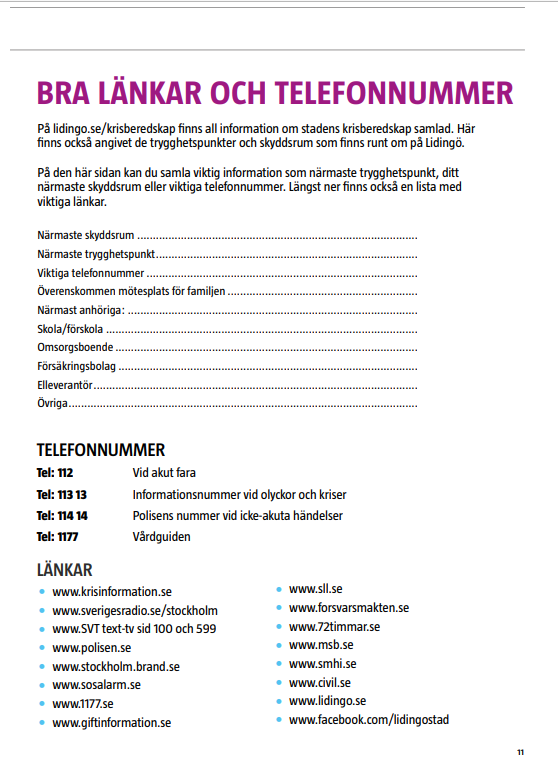 BRA LÄNKAR OCH TELEFONNUMMER
På lidingo.se/krisberedskap finns all information om stadens krisberedskap samlad. Här
finns också angivet de trygghetspunkter och skyddsrum som finns runt om på Lidingö.
På den här sidan kan du samla viktig information som närmaste trygghetspunkt, ditt
närmaste skyddsrum eller viktiga telefonnummer. Längst ner finns också en lista med
viktiga länkar.
Närmaste skyddsrum ..........................................................................................
Närmaste trygghetspunkt....................................................................................
Viktiga telefonnummer .......................................................................................
Överenskommen mötesplats för familjen .............................................................
Närmast anhöriga: .............................................................................................
Skola/förskola ....................................................................................................
Omsorgsboende .................................................................................................
Försäkringsbolag ................................................................................................
Elleverantör........................................................................................................
Övriga................................................................................................................
TELEFONNUMMER
Tel: 112 Vid akut fara
Tel: 113 13 Informationsnummer vid olyckor och kriser
Tel: 114 14 Polisens nummer vid icke-akuta händelser
Tel: 1177 Vårdguiden
LÄNKAR
• www.krisinformation.se
• www.sverigesradio.se/stockholm
• www.SVT text-tv sid 100 och 599
• www.polisen.se
• www.stockholm.brand.se
• www.sosalarm.se
• www.1177.se
• www.giftinformation.se
• www.sll.se
• www.forsvarsmakten.se
• www.72timmar.se
• www.msb.se
• www.smhi.se
• www.civil.se
• www.lidingo.se
• www.facebook.com/lidingostad
11